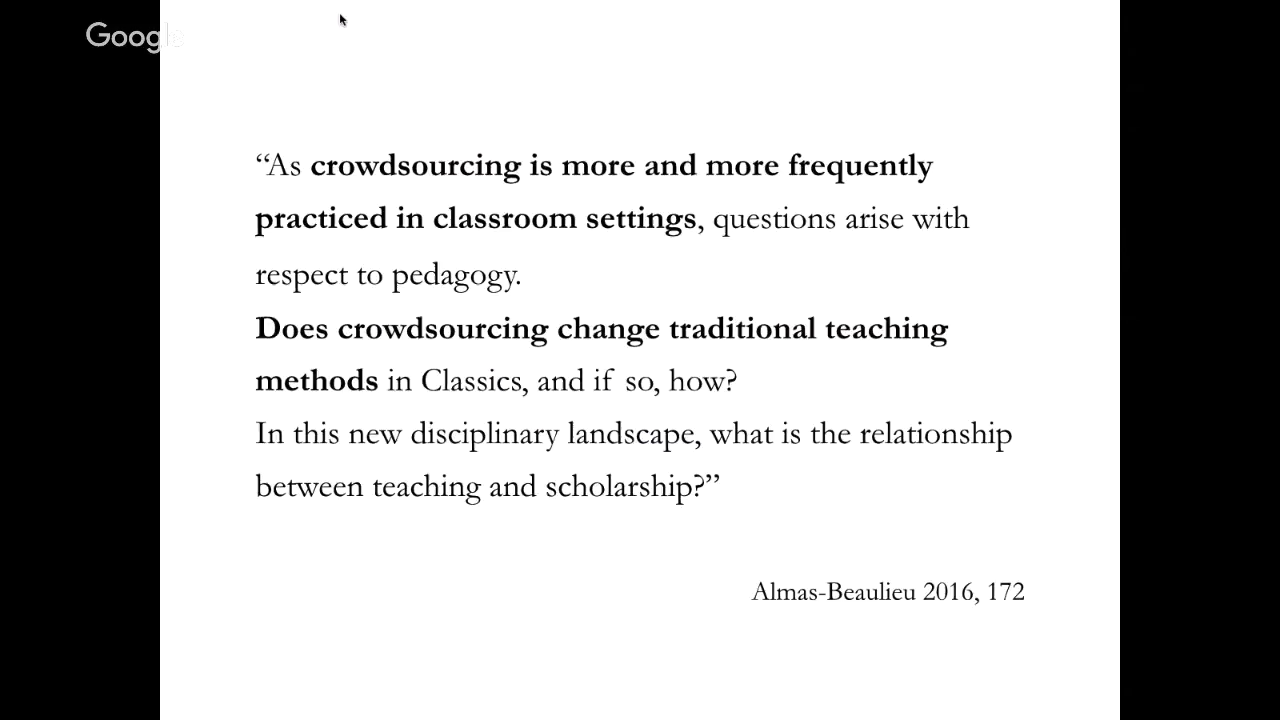 Google
“As crowdsourcing is more and more frequently
practiced in classroom settings, questions arise with
respect to pedagogy.
Does crowdsourcing change traditional teaching
methods in Classics, and if so, how?
In this new disciplinary landscape, what is the relationship
between teaching and scholarship?”
Almas-Beaulieu 2016, 172